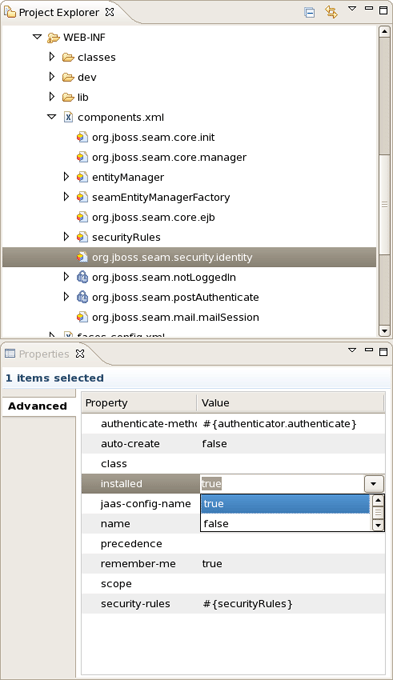 Project Explorer
WEB-INF
classes
dev
lib
components.xml
org.jboss.seam.core.init
org.jboss.seam.core.manager
entityManager
seamEntityManagerFactory
org.jboss.seam.core.ejb
securityRules
org.jboss.seam.security.identity
org.jboss.seam.notLoggedIn
org.jboss.seam.postAuthenticate
org.jboss.seam.mail.mailSession
faces-config.xml
Properties
1 items selected
Advanced
Property Value
authenticate-metho #{authenticator.authenticate}
auto-create false
class
installed true
jaas-config-name true
name false
precedence
remember-me true
scope
security-rules #{securityRules}